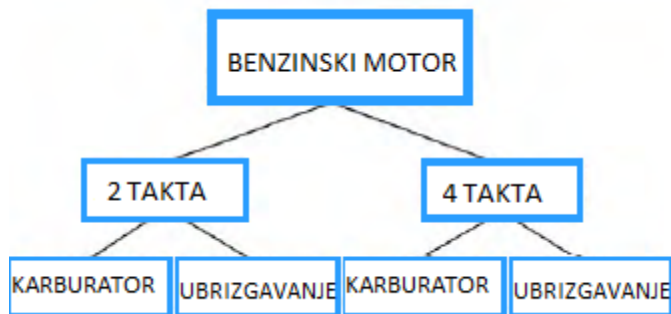 BENZINSKI MOTOR
2 TAKTA
4 TAKTA
KARBURATOR
UBRIZGAVANJE
KARBURATOR
UBRIZGAVANJE